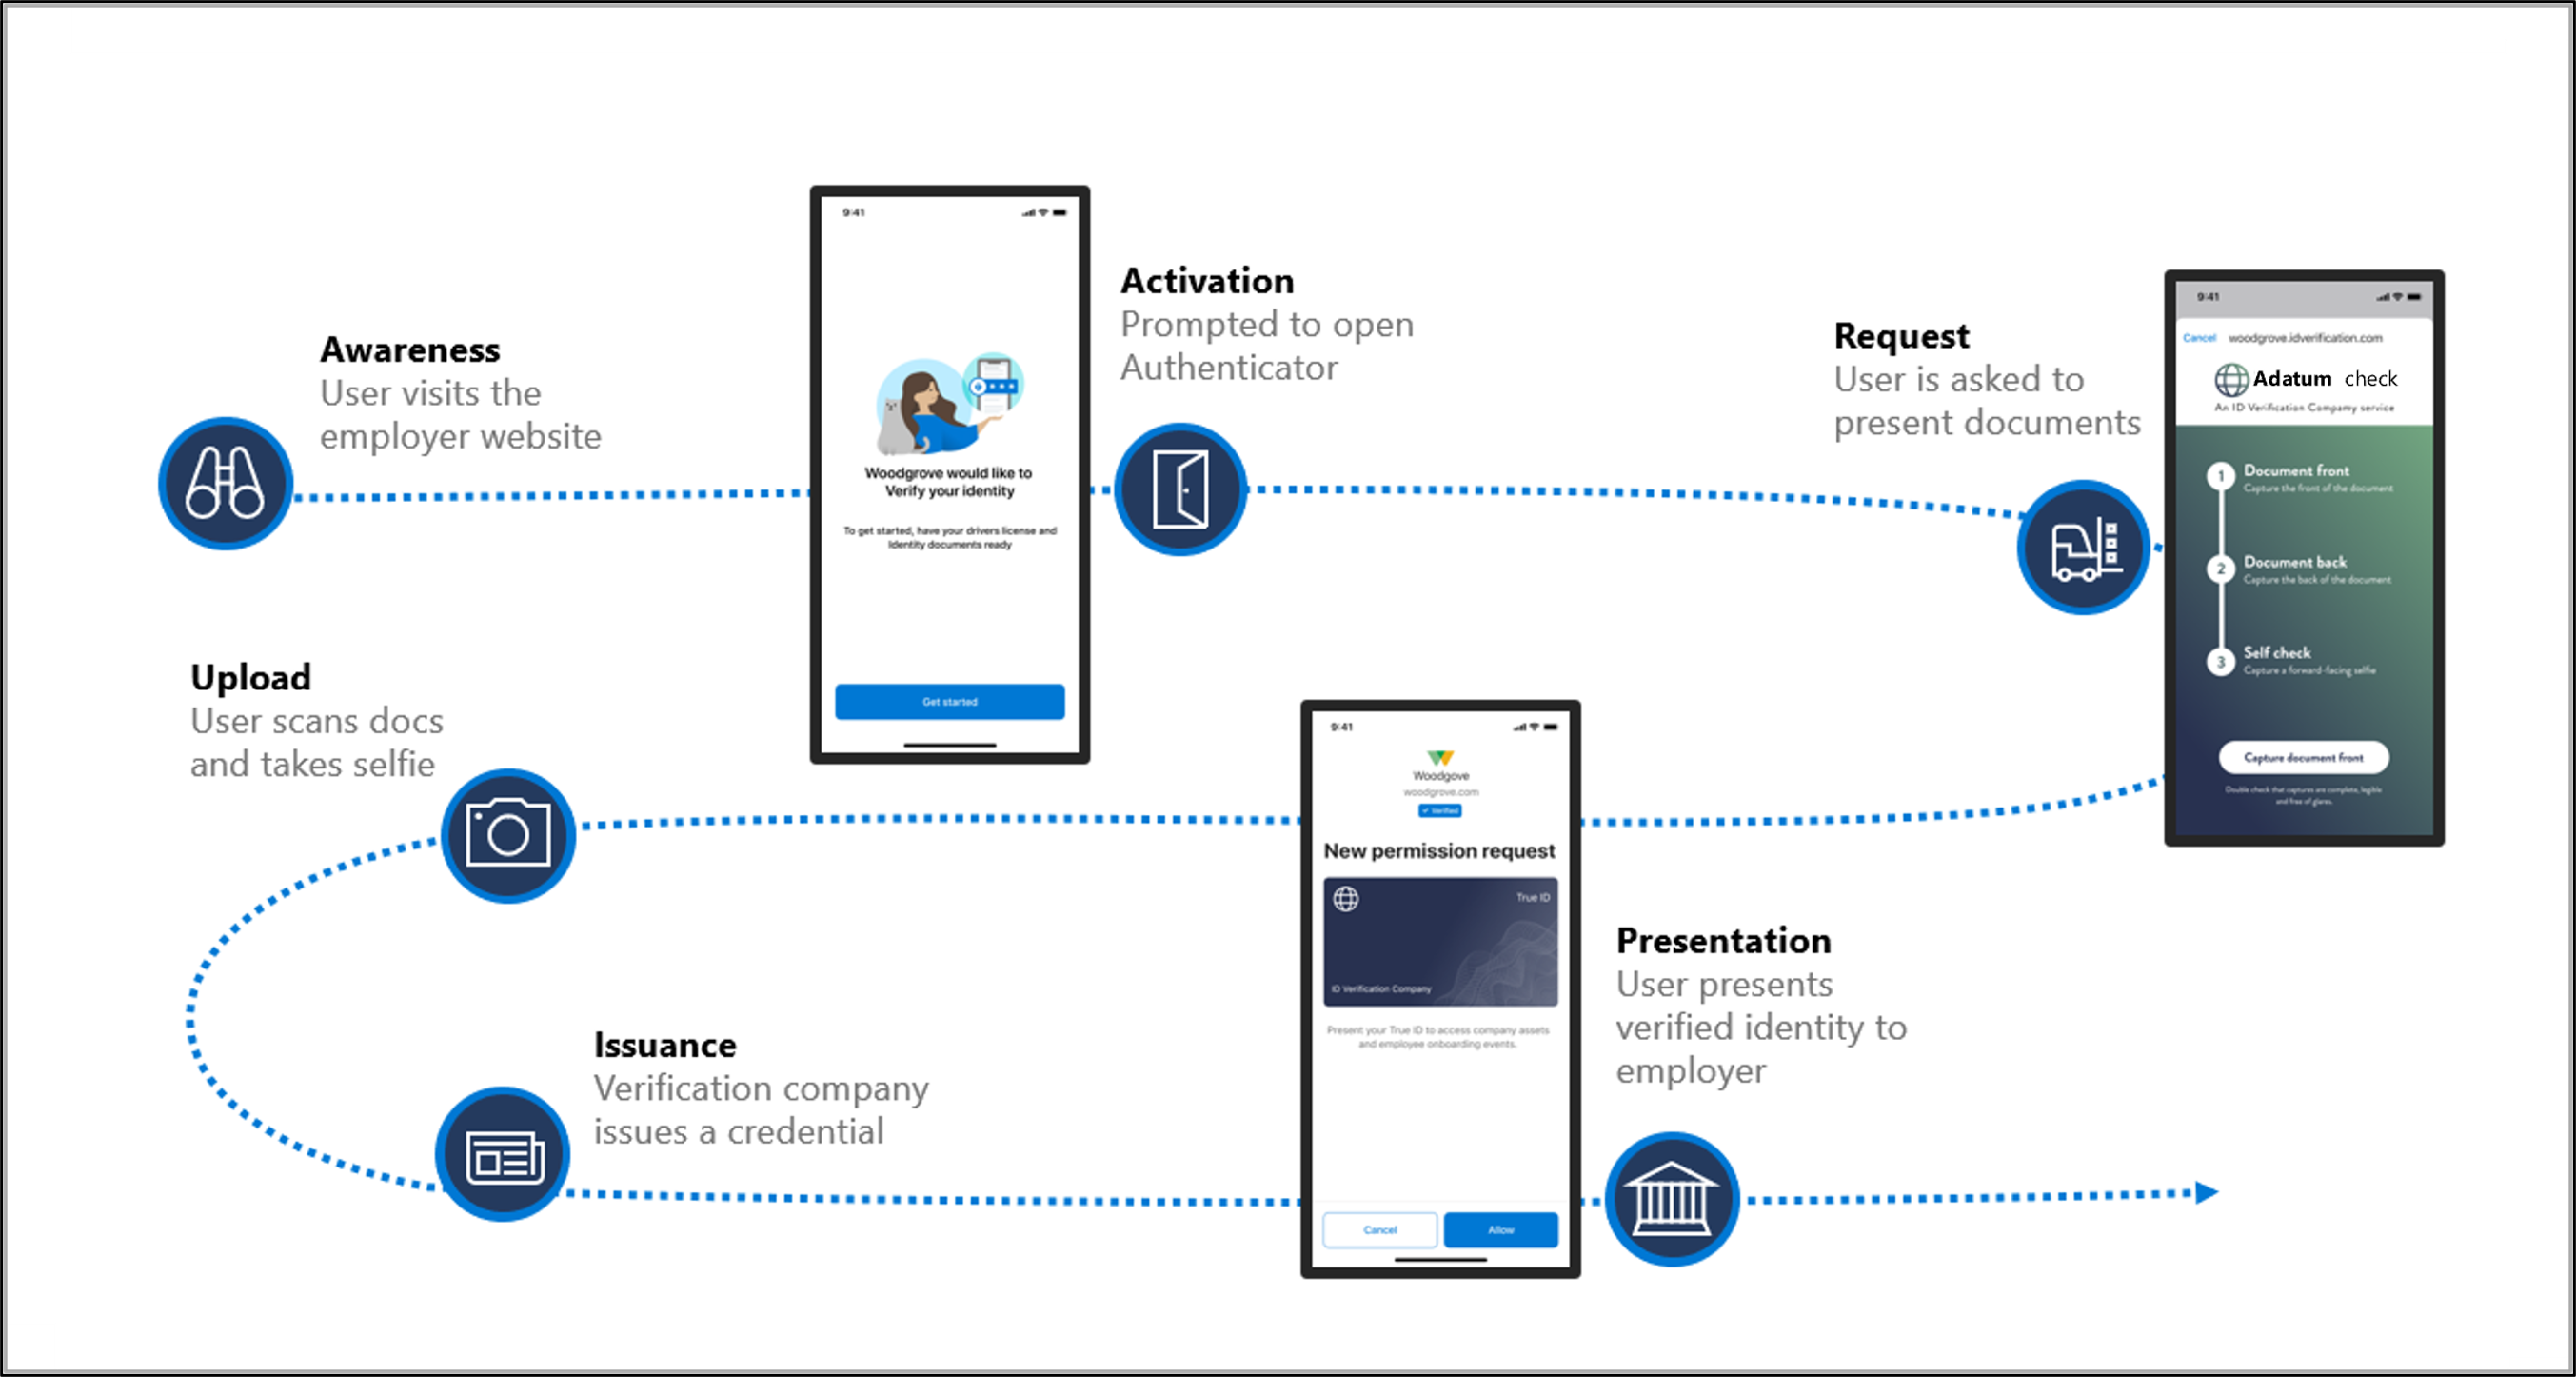 Awareness
User visits the
employer website
9:41
Woodgrove would like to
Verify your identity
To get started, have your drivers license and
Identity documents ready
Get started
Activation
Prompted to open
Authenticator
Request
User is asked to
present documents
9:41
Cancel woodgrove.idverification.com
Adatum check
An ID Verification Company service
1 Document front
Capture the front of the document
2 Document back
Capture the back of the document
3 Self check
Capture a forward-facing selfie
Capture document front
Double check that captures are complete, legible
and free of glares.
Upload
User scans docs
and takes selfie
Issuance
Verification company
issues a credential
9:41
Woodgove
woodgrove.com
Verified
New permission request
True ID
ID Verification Company
Present your True ID to access company assets
and employee onboarding events.
Cancel Allow
Presentation
User presents
verified identity to
employer